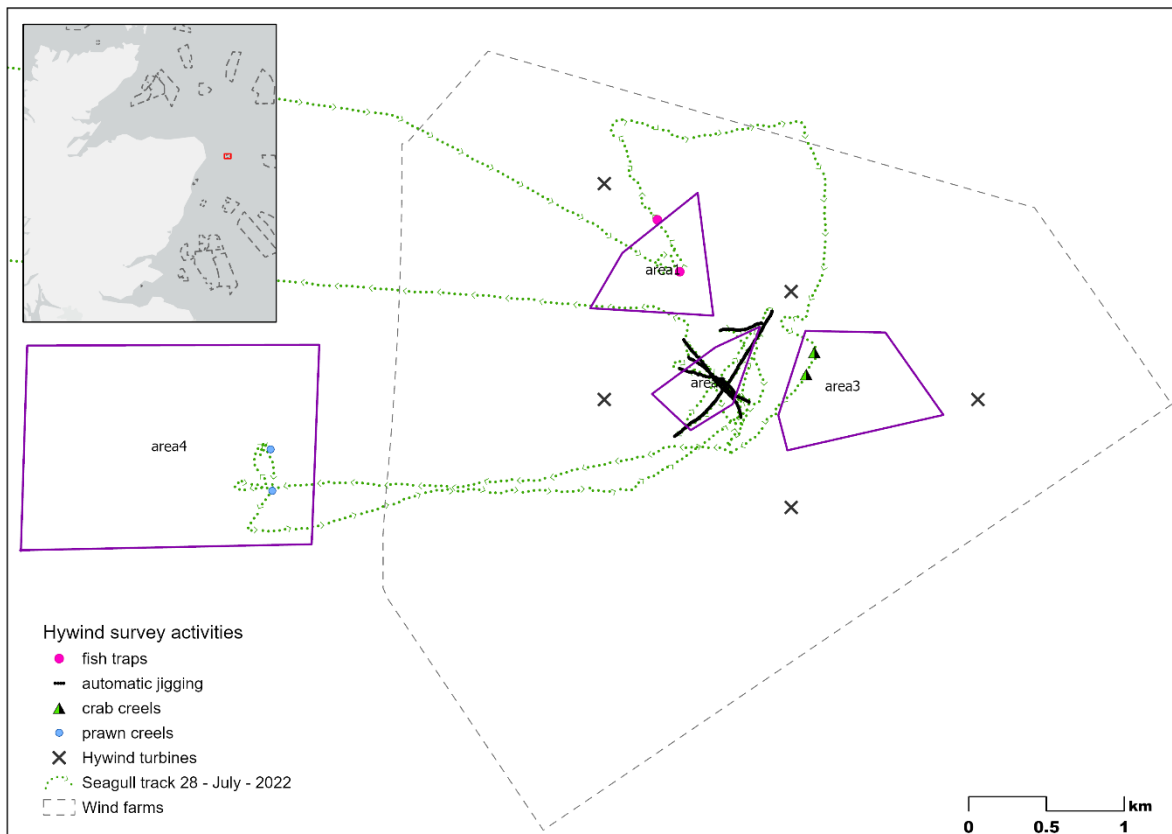 area1
area3
area4
Hywind survey activities
fish traps
automatic jigging
crab creels
prawn creels
Hywind turbines
Seagull track 28 - July - 2022
Wind farms
km
0 0.5 1